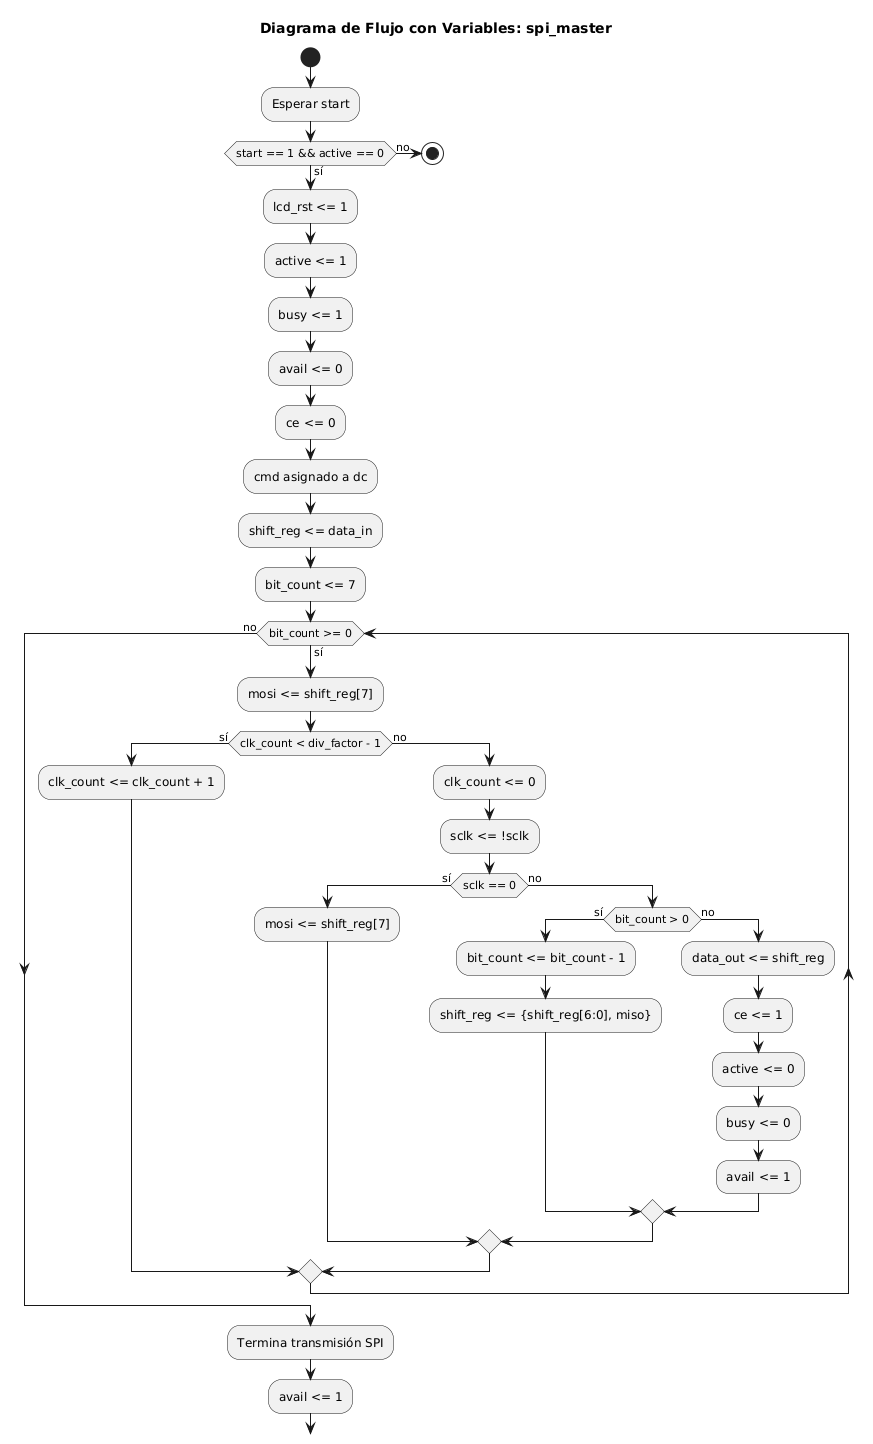 Diagrama de Flujo con Variables: spi_master
Esperar start
start == 1 && active == 0
no
sí
lcd_rst <= 1
active <= 1
busy <= 1
avail <= 0
ce <= 0
cmd asignado a dc
shift_reg <= data_in
bit_count <= 7
no
bit_count >= 0
sí
mosi <= shift_reg[7]
sí
clk_count < div_factor - 1
no
clk_count <= clk_count + 1
clk_count <= 0
sclk <= !sclk
sí
sclk == 0
no
mosi <= shift_reg[7]
sí
bit_count > 0
no
bit_count <= bit_count - 1
data_out <= shift_reg
shift_reg <= {shift_reg[6:0], miso}
ce <= 1
active <= 0
busy <= 0
avail <= 1
Termina transmisión SPI
avail <= 1